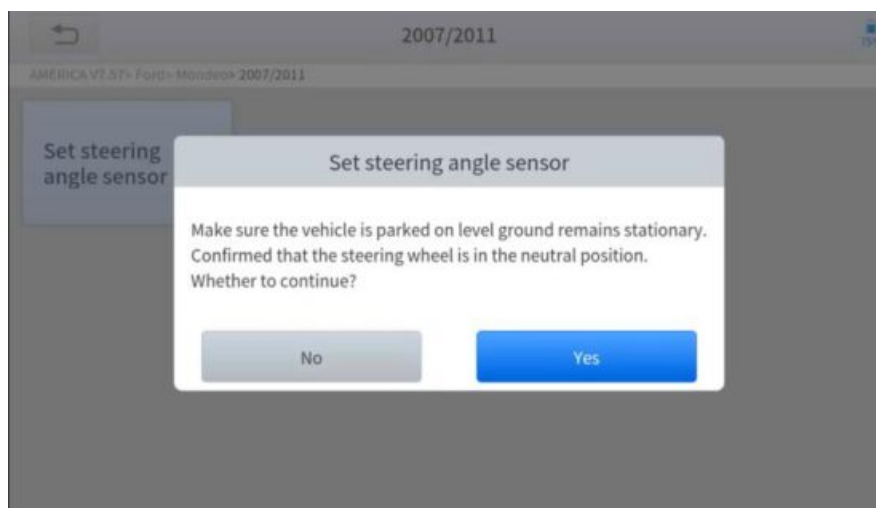 2007/2011
AMERICA V7.57> Ford> Mondeo> 2007/2011
Set steering
angle sensor
Set steering angle sensor
Make sure the vehicle is parked on level ground remains stationary.
Confirmed that the steering wheel is in the neutral position.
Whether to continue?
No
Yes